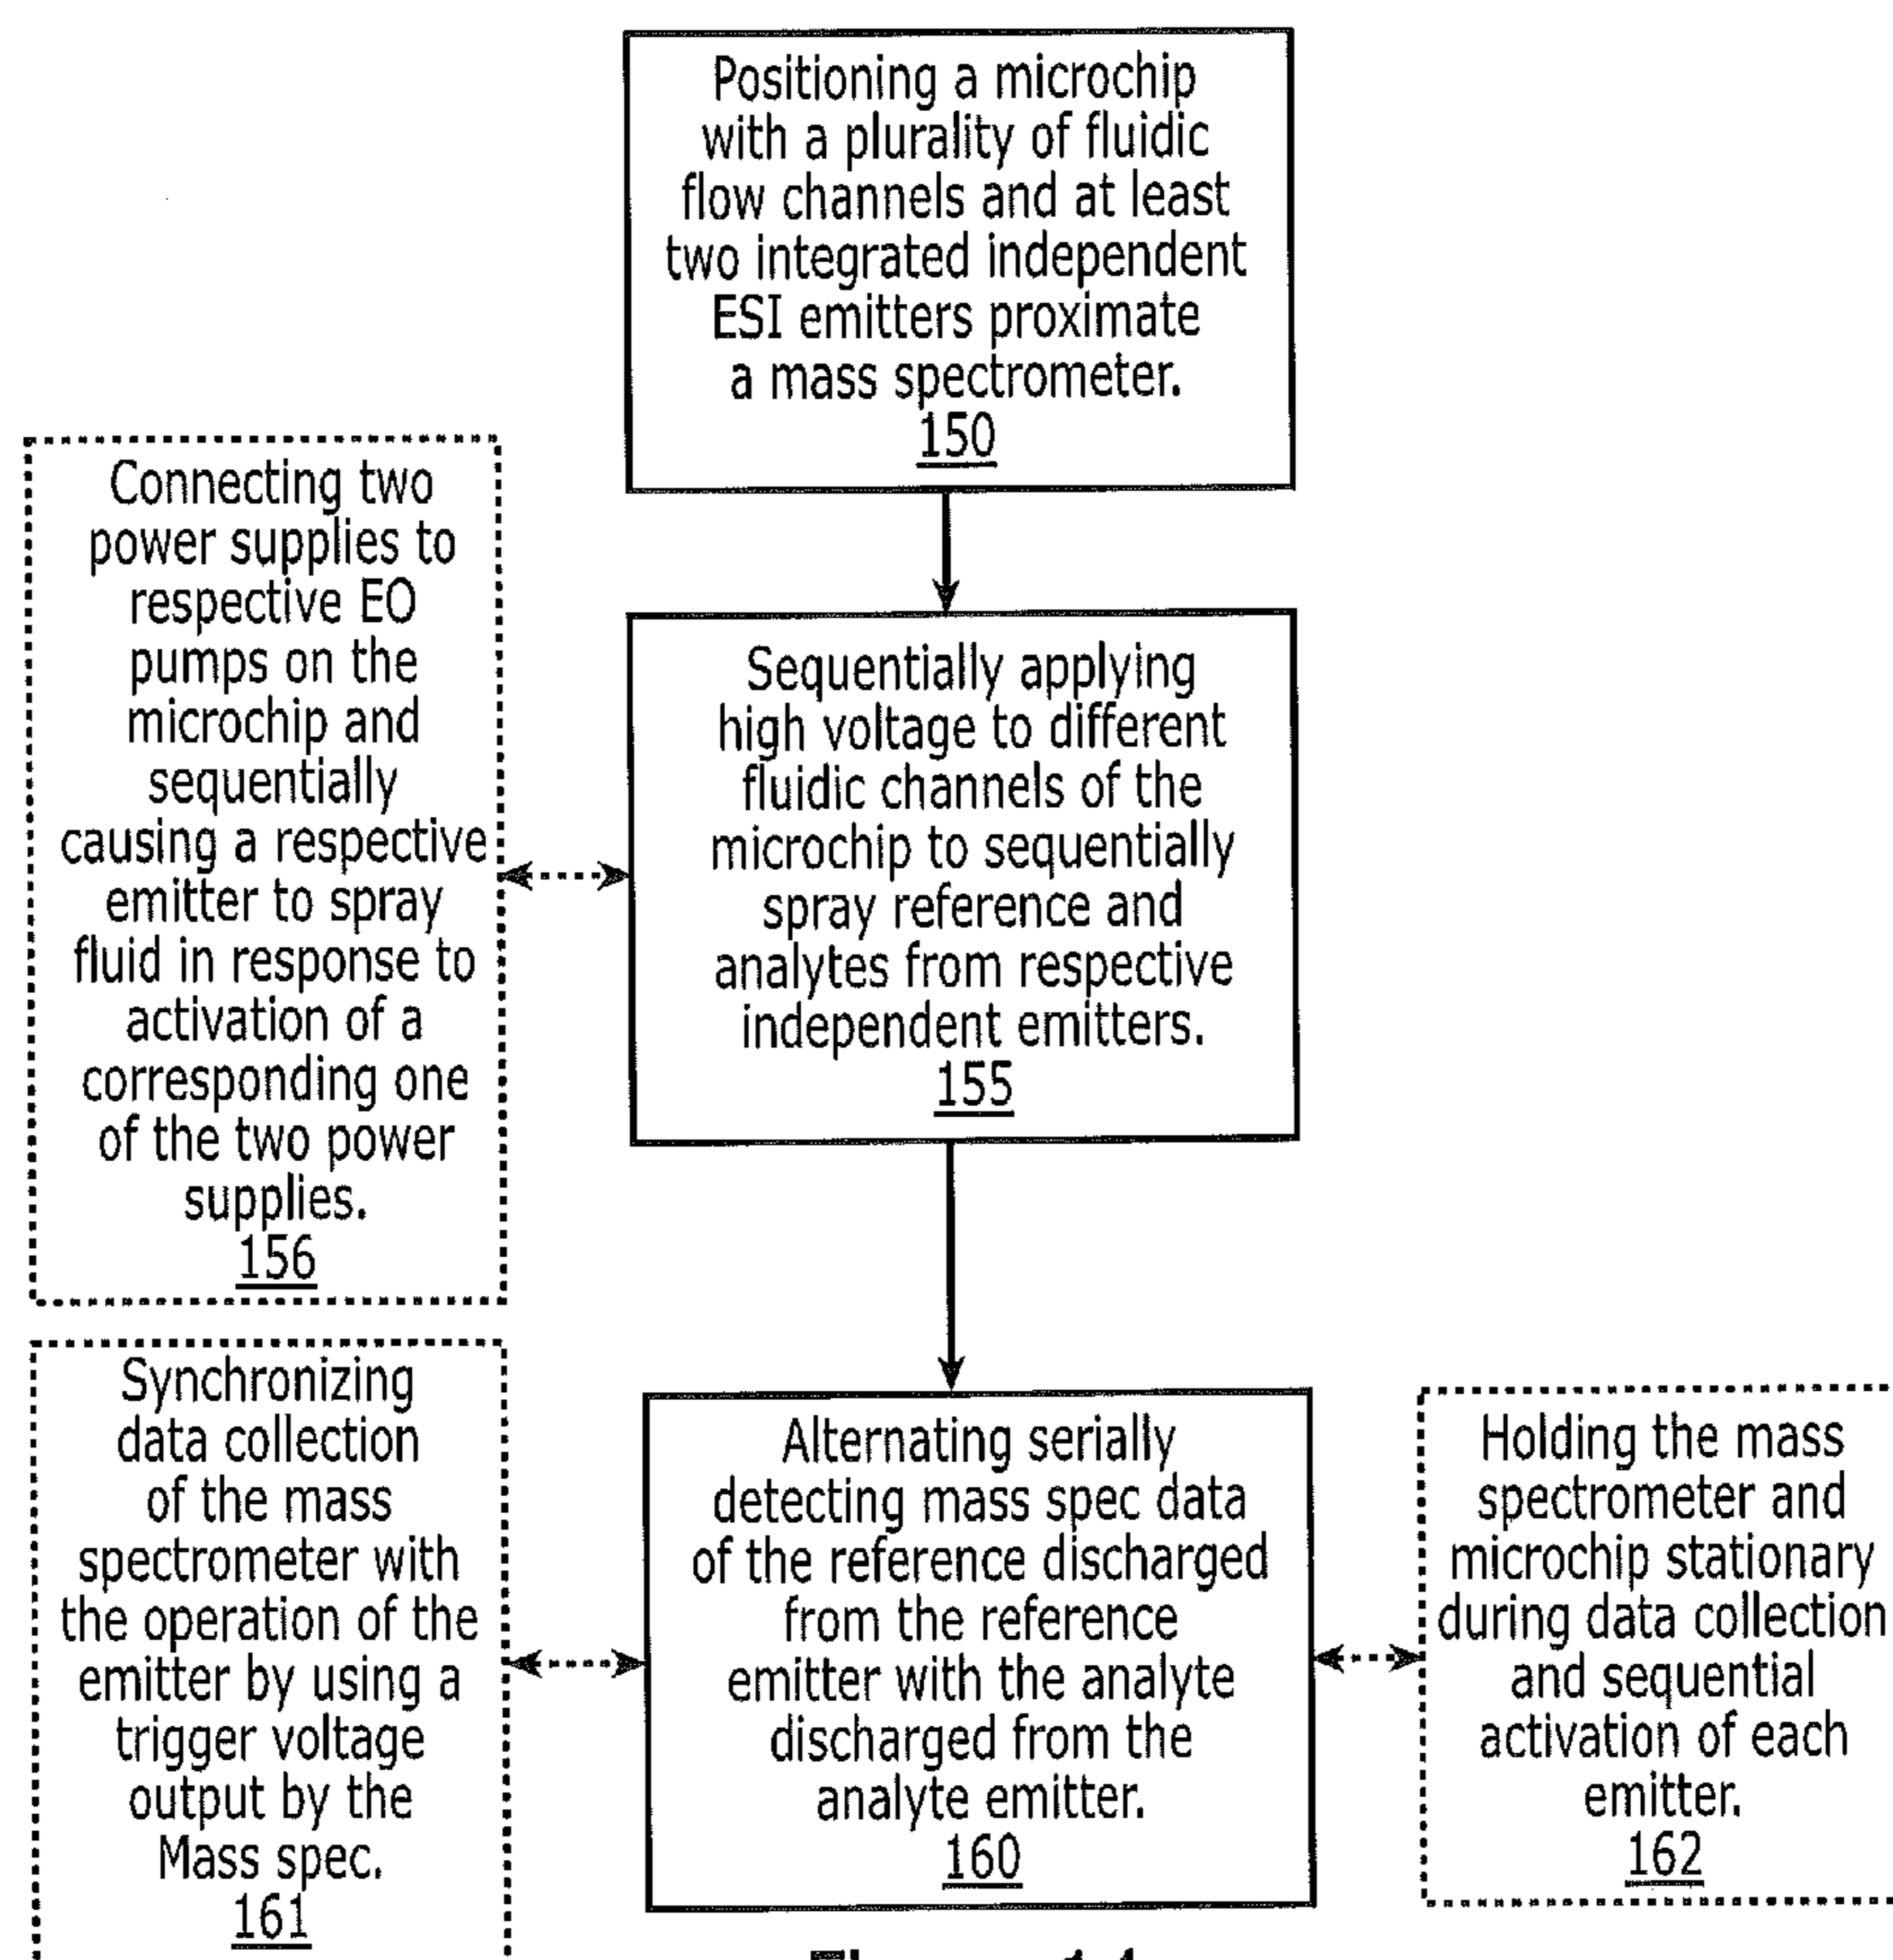 Positioning a microchip
with a plurality of fluidic
flow channels and at least
two integrated independent
ESI emitters proximate
a mass spectrometer.
150
Connecting two
power supplies to
respective EO
pumps on the
microchip and
sequentially
causing a respective
emitter to spray
fluid in response to
activation of a
corresponding one
of the two power
supplies.
156
Sequentially applying
high voltage to different
fluidic channels of the
microchip to sequentially
spray reference and
analytes from respective
independent emitters.
155
Synchronizing
data collection
of the mass
spectrometer with
the operation of the
emitter by using a
trigger voltage
output by the
Mass spec.
161
Alternating serially
detecting mass spec data
of the reference discharged
from the reference
emitter with the analyte
discharged from the
analyte emitter.
160
Holding the mass
spectrometer and
microchip stationary
during data collection
and sequential
activation of each
emitter.
162